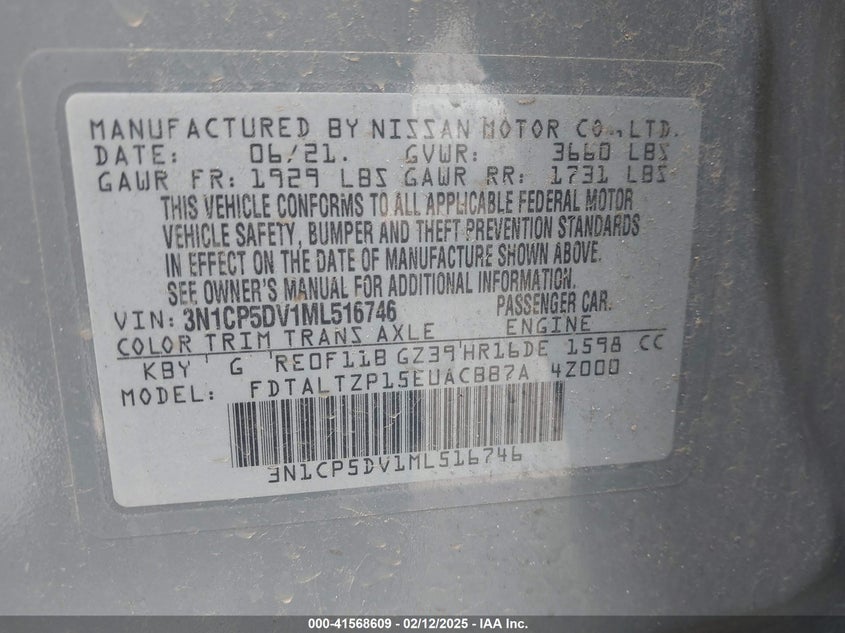 MANUFACTURED BY NISSAN MOTOR CO.,LTD.
DATE: 06/21. GVWR: 3660 LBS
GAWR FR: 1929 LBS GAWR RR: 1731 LBS
THIS VEHICLE CONFORMS TO ALL APPLICABLE FEDERAL MOTOR
VEHICLE SAFETY, BUMPER AND THEFT PREVENTION STANDARDS
IN EFFECT ON THE DATE OF MANUFACTURE SHOWN ABOVE.
SEE OWNER'S MANUAL FOR ADDITIONAL INFORMATION.
VIN: 3N1CP5DV1ML516746 PASSENGER CAR.
COLOR TRIM TRANS AXLE ENGINE
KBY G RE0F11B GZ39 HR16DE 1598 CC
MODEL: FDTALTZP15EUACBB7A 4Z000
3N1CP5DV1ML516746
000-41568609 - 02/12/2025 - IAA Inc.